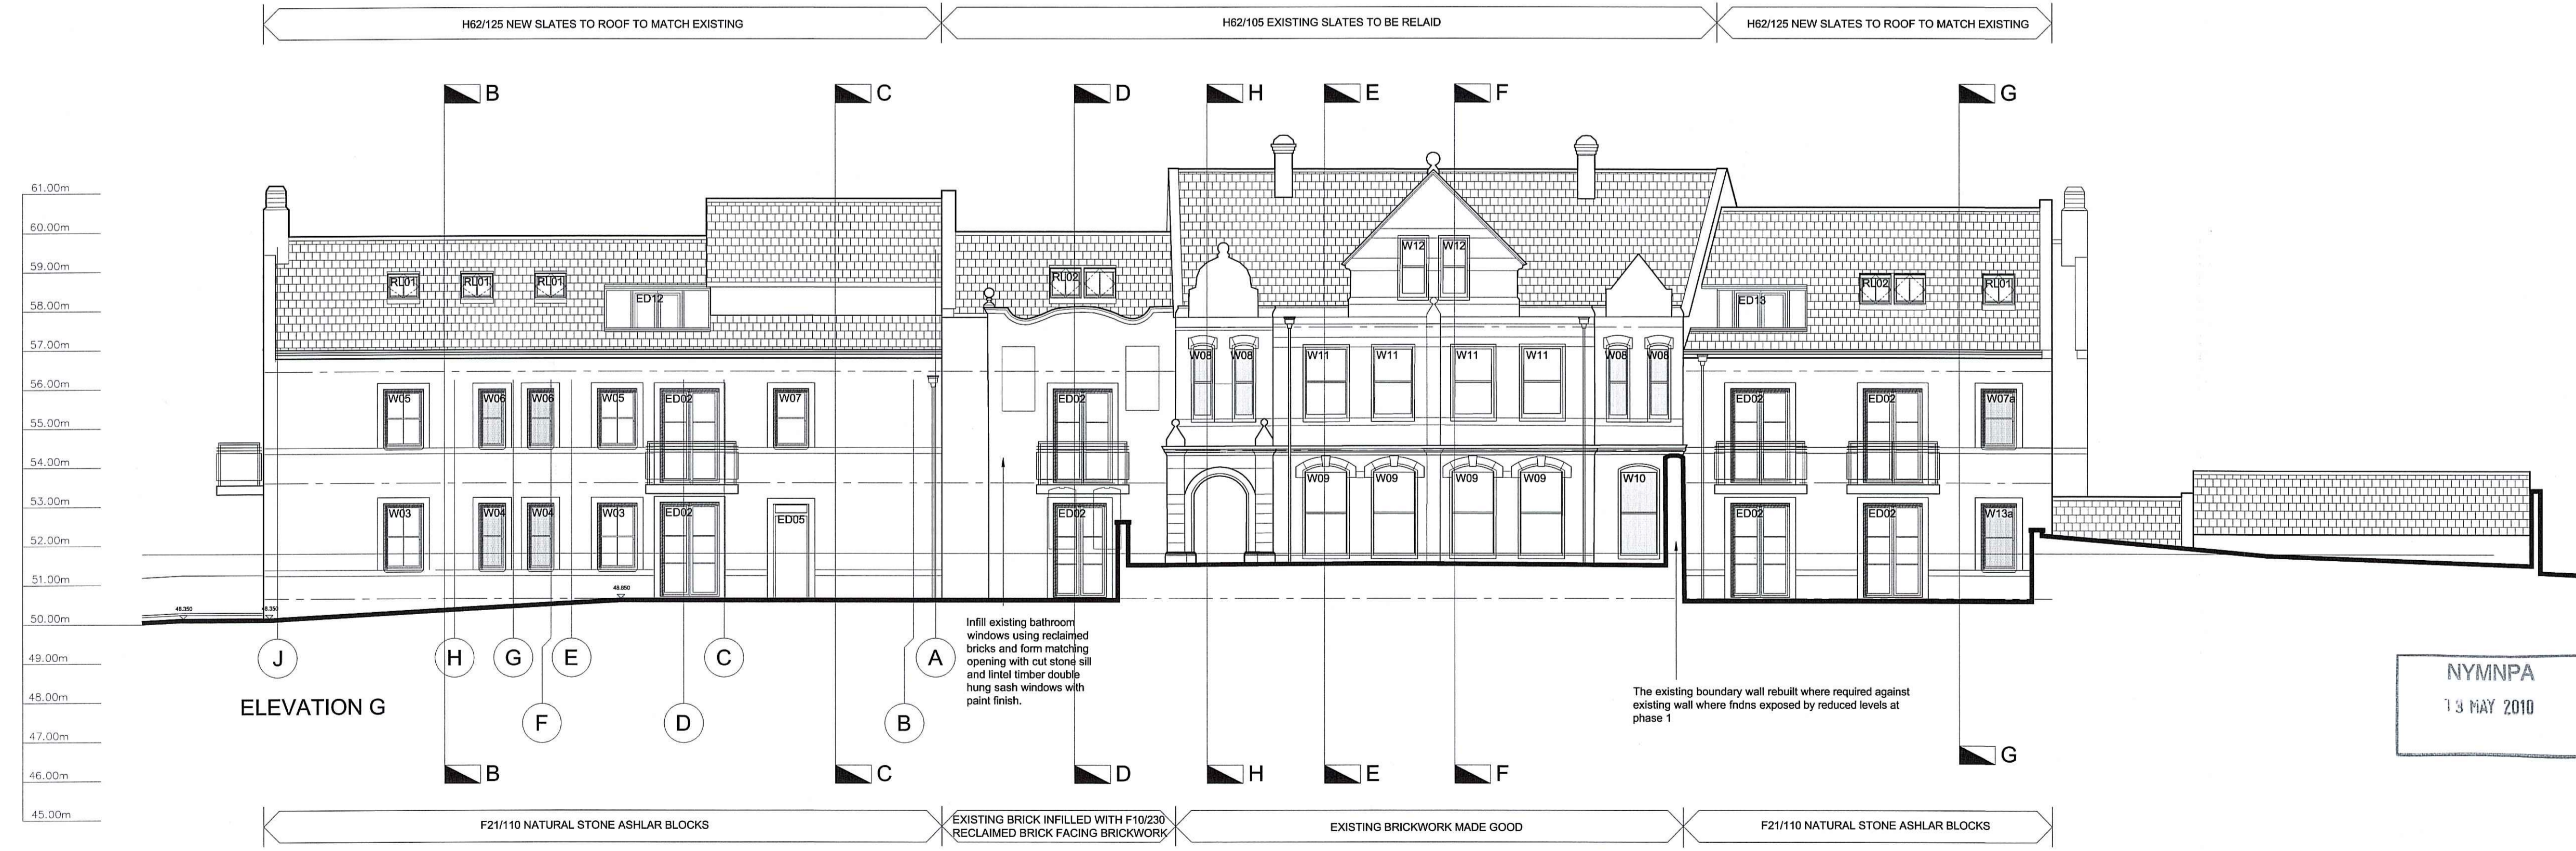 H62/125 NEW SLATES TO ROOF TO MATCH EXISTING
H62/105 EXISTING SLATES TO BE RELAID
H62/125 NEW SLATES TO ROOF TO MATCH EXISTING
B
C
D
H
E
F
G
61.00m
60.00m
59.00m
58.00m
57.00m
56.00m
55.00m
54.00m
53.00m
52.00m
51.00m
50.00m
49.00m
48.00m
47.00m
46.00m
45.00m
W12
W12
RL01
RL01
RL01
ED12
RL02
ED13
RL02
RL01
W08
W08
W11
W11
W11
W11
W08
W08
W05
W06
W06
W05
ED02
W07
ED02
ED02
ED02
W07a
W09
W09
W09
W09
W10
W03
W04
W04
W03
ED02
ED05
ED02
ED02
ED02
W13a
48.350
48.350
48.850
J
H
G
E
C
A
F
D
B
ELEVATION G
Infill existing bathroom
windows using reclaimed
bricks and form matching
opening with cut stone sill
and lintel timber double
hung sash windows with
paint finish.
The existing boundary wall rebuilt where required against
existing wall where fndns exposed by reduced levels at
phase 1
NYMNPA
13 MAY 2010
B
C
D
H
E
F
G
F21/110 NATURAL STONE ASHLAR BLOCKS
EXISTING BRICK INFILLED WITH F10/230
RECLAIMED BRICK FACING BRICKWORK
EXISTING BRICKWORK MADE GOOD
F21/110 NATURAL STONE ASHLAR BLOCKS